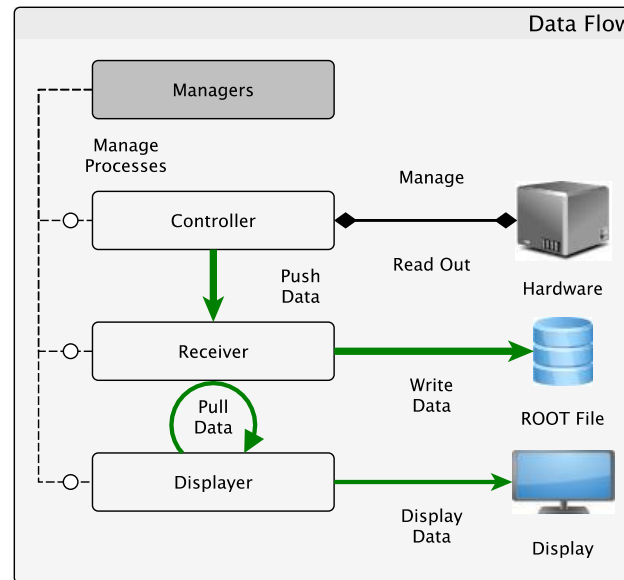 Data Flow
Managers
Manage
Processes
Manage
Controller
Read Out
Push
Data
Hardware
Receiver
Write
Data
ROOT File
Pull
Data
Displayer
Display
Data
Display